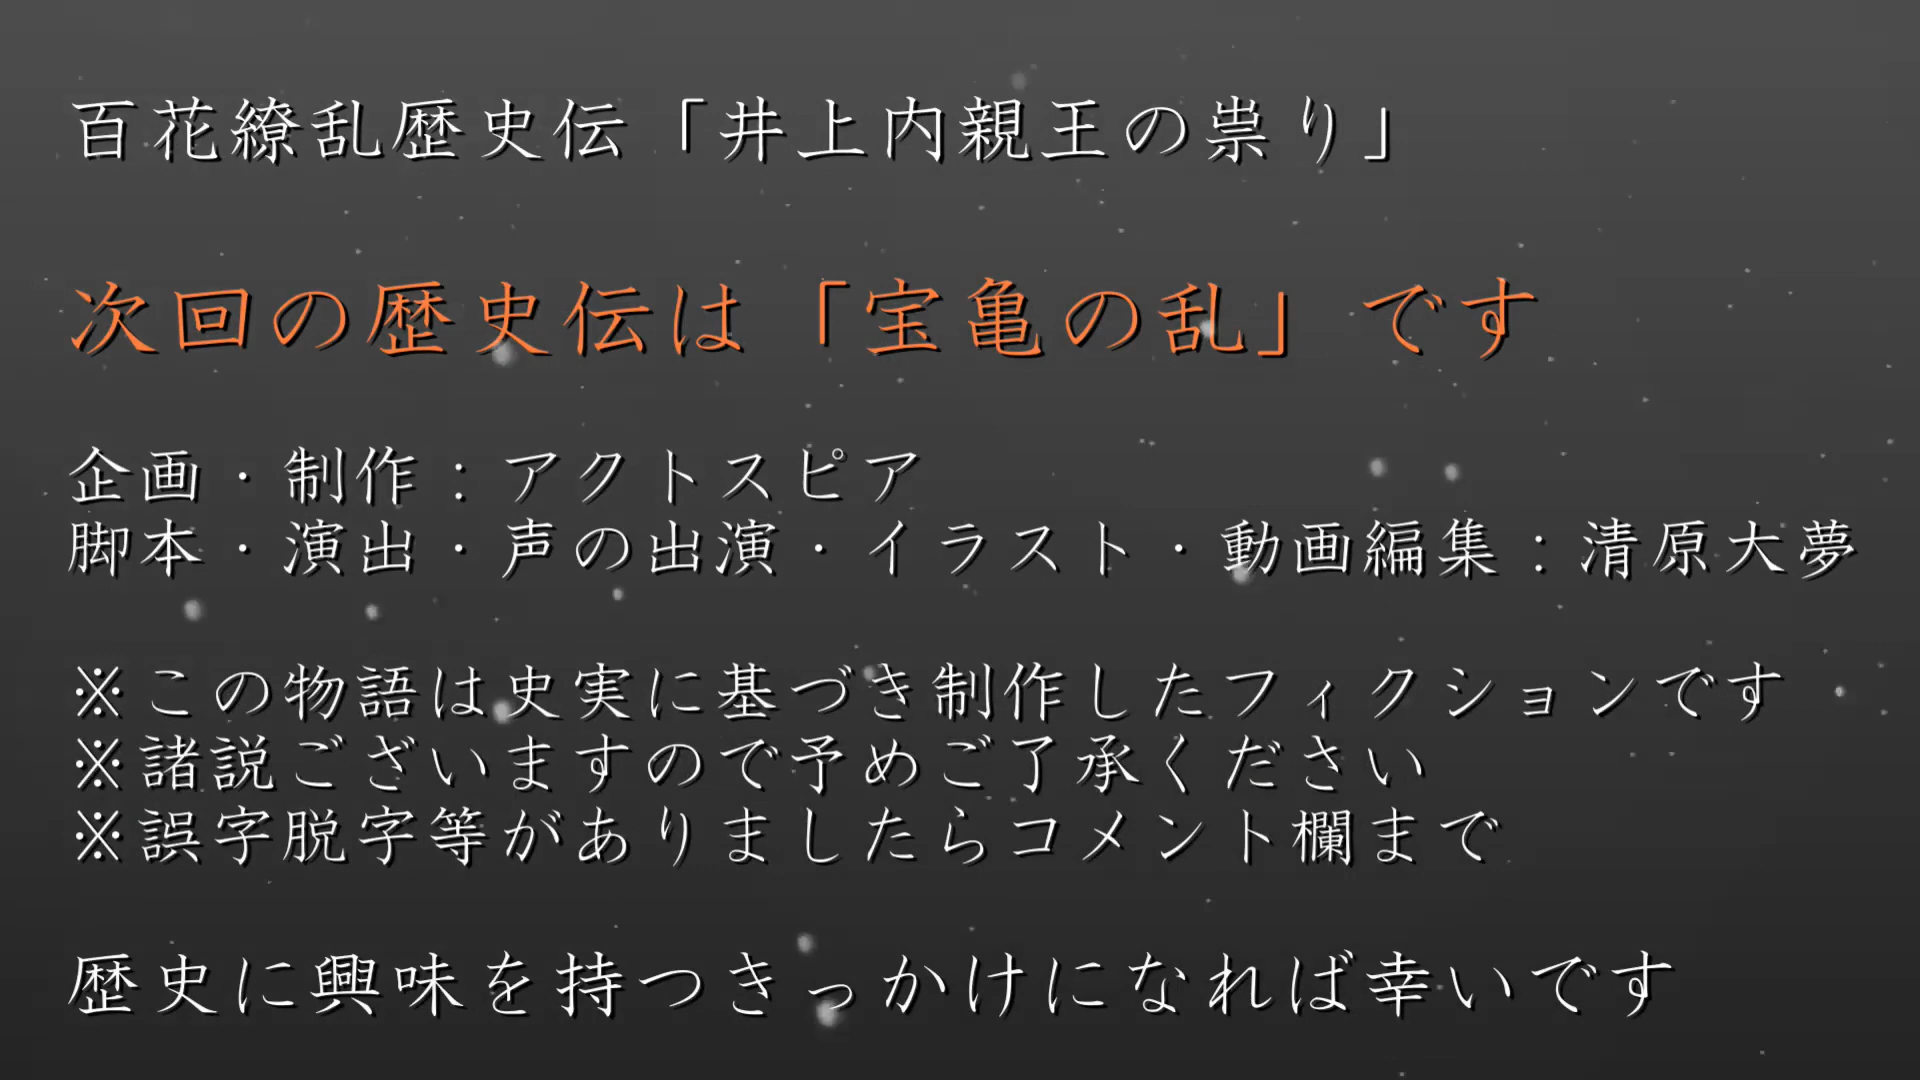 百花繚乱歴史伝「井上内親王の祟り」
次回の歴史伝は「宝亀の乱」です
企画・制作：アクトスピア
脚本・演出・声の出演・イラスト・動画編集：清原大夢
※この物語は史実に基づき制作したフィクションです
※諸説ございますので予めご了承ください
※誤字脱字等がありましたらコメント欄まで
歴史に興味を持つきっかけになれば幸いです